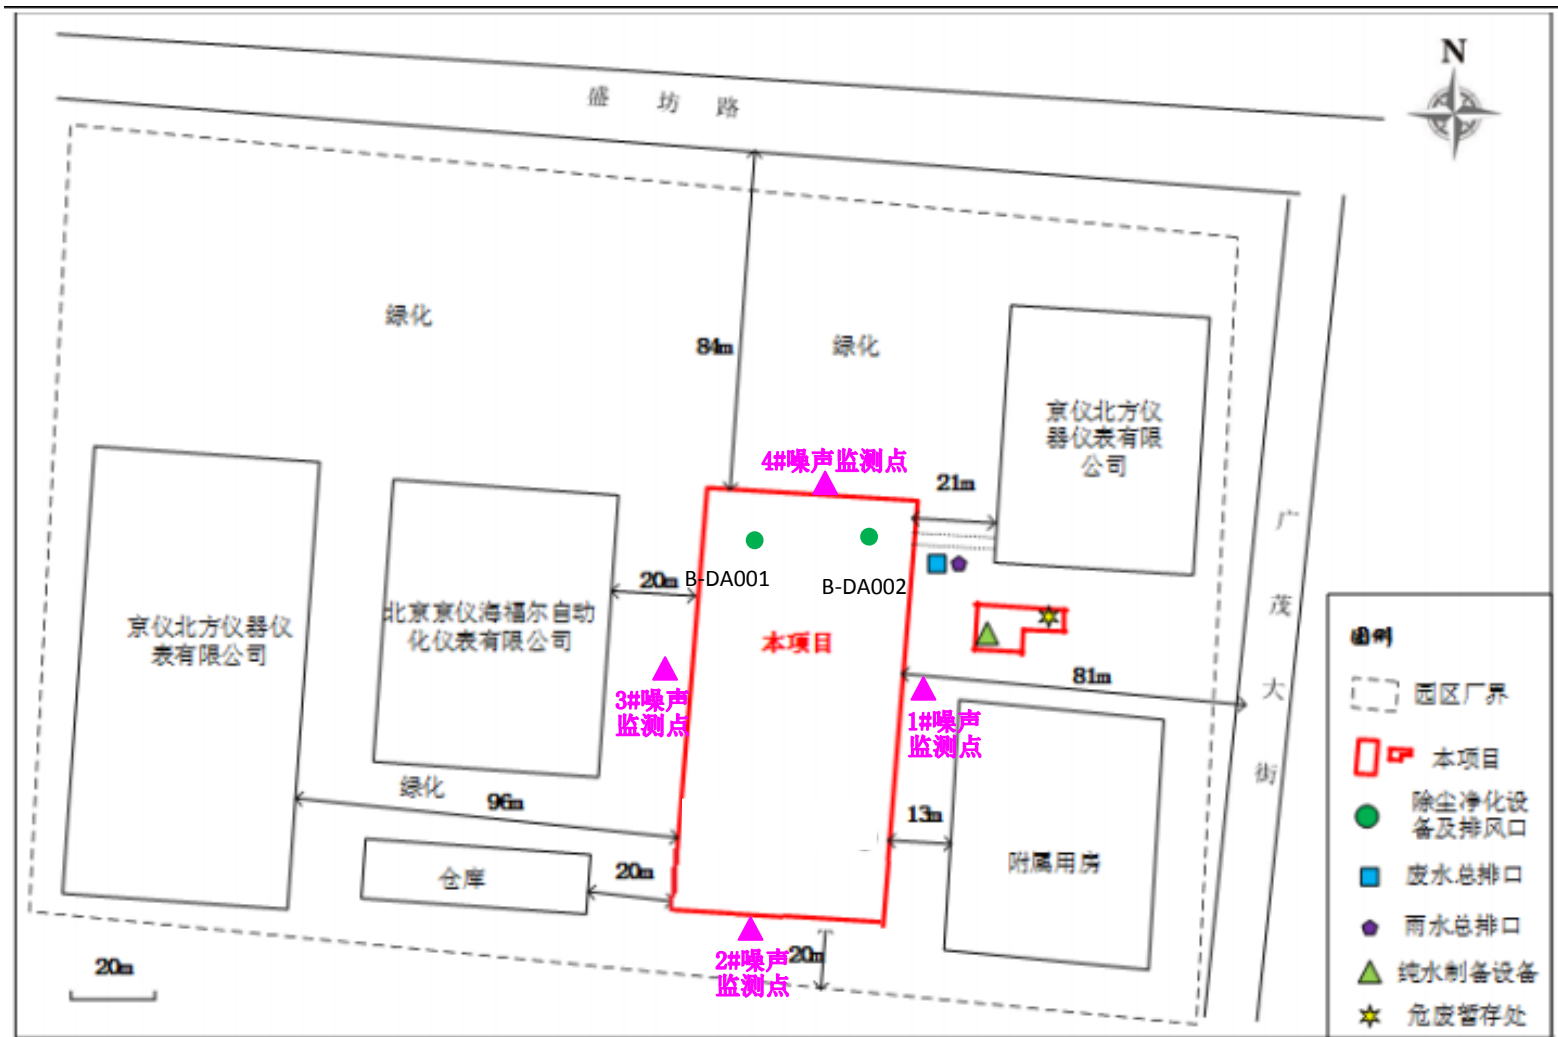 N
盛 坊 路
绿化
84m
绿化
京仪北方仪
器仪表有限
公司
4#噪声监测点
21m
广
茂
大
街
B-DA001
B-DA002
20m
京仪北方仪器仪
表有限公司
北京京仪海福尔自动
化仪表有限公司
本项目
81m
3#噪声
监测点
1#噪声
监测点
绿化
96m
13m
仓库
20m
附属用房
2#噪声
监测点
20m
20m
图例
园区厂界
本项目
除尘净化设
备及排风口
废水总排口
雨水总排口
纯水制备设备
危废暂存处